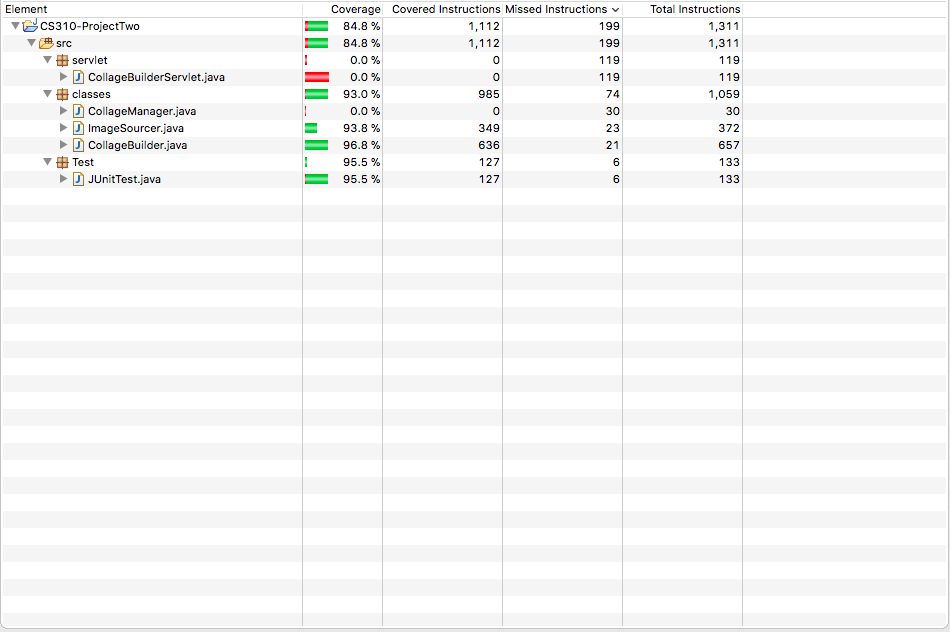 Element Coverage Covered Instructions Missed Instructions Total Instructions
CS310-ProjectTwo 84.8 % 1,112 199 1,311
src 84.8 % 1,112 199 1,311
servlet 0.0 % 0 119 119
CollageBuilderServlet.java 0.0 % 0 119 119
classes 93.0 % 985 74 1,059
CollageManager.java 0.0 % 0 30 30
ImageSourcer.java 93.8 % 349 23 372
CollageBuilder.java 96.8 % 636 21 657
Test 95.5 % 127 6 133
JUnitTest.java 95.5 % 127 6 133